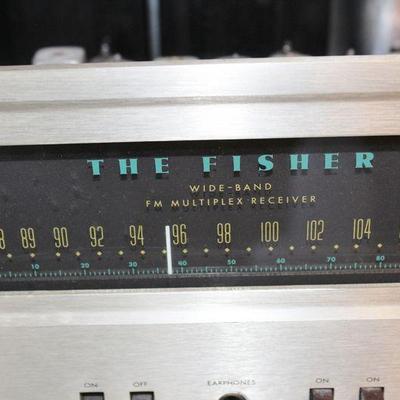 THE FISHER
WIDE-BAND
FM MULTIPLEX RECEIVER
8 89 90 92 94 96 98 100 102 104
10 20 30 40 50 60 70 80
ON OFF EARPHONES ON ON